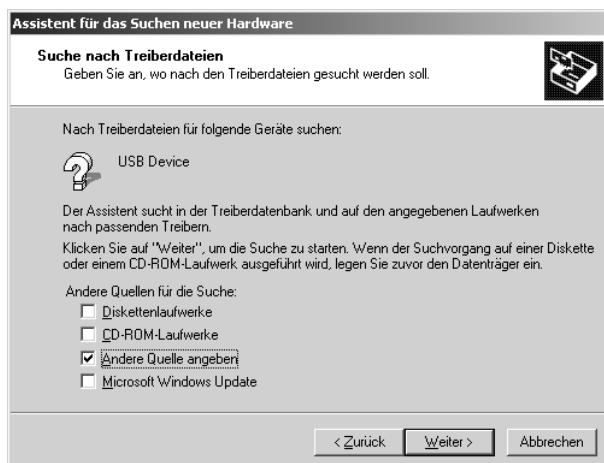 Assistent für das Suchen neuer Hardware
Suche nach Treiberdateien
Geben Sie an, wo nach den Treiberdateien gesucht werden soll.
Nach Treiberdateien für folgende Geräte suchen:
USB Device
Der Assistent sucht in der Treiberdatenbank und auf den angegebenen Laufwerken
nach passenden Treibern.
Klicken Sie auf "Weiter", um die Suche zu starten. Wenn der Suchvorgang auf einer Diskette
oder einem CD-ROM-Laufwerk ausgeführt wird, legen Sie zuvor den Datenträger ein.
Andere Quellen für die Suche:
Diskettenlaufwerke
CD-ROM-Laufwerke
Andere Quelle angeben
Microsoft Windows Update
< Zurück
Weiter >
Abbrechen